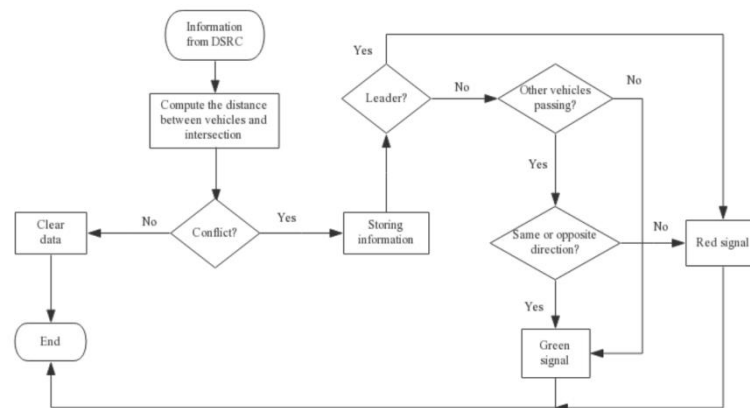 Information
from DSRC
Compute the distance
between vehicles and
intersection
Conflict?
No
Yes
Clear
data
End
Storing
information
Leader?
Yes
No
Other vehicles
passing?
No
Yes
Same or opposite
direction?
No
Yes
Red signal
Green
signal